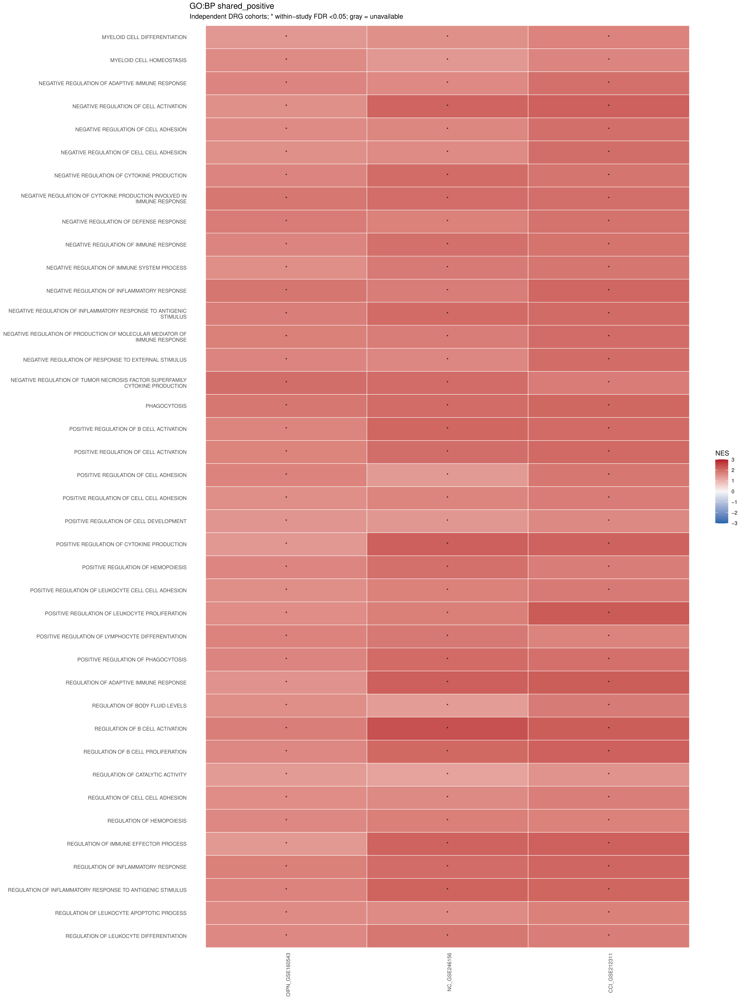 GO:BP shared_positive
Independent DRG cohorts; * within−study FDR <0.05; gray = unavailable
MYELOID CELL DIFFERENTIATION
MYELOID CELL HOMEOSTASIS
NEGATIVE REGULATION OF ADAPTIVE IMMUNE RESPONSE
NEGATIVE REGULATION OF CELL ACTIVATION
NEGATIVE REGULATION OF CELL ADHESION
NEGATIVE REGULATION OF CELL CELL ADHESION
NEGATIVE REGULATION OF CYTOKINE PRODUCTION
NEGATIVE REGULATION OF CYTOKINE PRODUCTION INVOLVED IN
IMMUNE RESPONSE
NEGATIVE REGULATION OF DEFENSE RESPONSE
NEGATIVE REGULATION OF IMMUNE RESPONSE
NEGATIVE REGULATION OF IMMUNE SYSTEM PROCESS
NEGATIVE REGULATION OF INFLAMMATORY RESPONSE
NEGATIVE REGULATION OF INFLAMMATORY RESPONSE TO ANTIGENIC
STIMULUS
NEGATIVE REGULATION OF PRODUCTION OF MOLECULAR MEDIATOR OF
IMMUNE RESPONSE
NEGATIVE REGULATION OF RESPONSE TO EXTERNAL STIMULUS
NEGATIVE REGULATION OF TUMOR NECROSIS FACTOR SUPERFAMILY
CYTOKINE PRODUCTION
PHAGOCYTOSIS
POSITIVE REGULATION OF B CELL ACTIVATION
POSITIVE REGULATION OF CELL ACTIVATION
POSITIVE REGULATION OF CELL ADHESION
POSITIVE REGULATION OF CELL CELL ADHESION
POSITIVE REGULATION OF CELL DEVELOPMENT
POSITIVE REGULATION OF CYTOKINE PRODUCTION
POSITIVE REGULATION OF HEMOPOIESIS
POSITIVE REGULATION OF LEUKOCYTE CELL CELL ADHESION
POSITIVE REGULATION OF LEUKOCYTE PROLIFERATION
POSITIVE REGULATION OF LYMPHOCYTE DIFFERENTIATION
POSITIVE REGULATION OF PHAGOCYTOSIS
REGULATION OF ADAPTIVE IMMUNE RESPONSE
REGULATION OF BODY FLUID LEVELS
REGULATION OF B CELL ACTIVATION
REGULATION OF B CELL PROLIFERATION
REGULATION OF CATALYTIC ACTIVITY
REGULATION OF CELL CELL ADHESION
REGULATION OF HEMOPOIESIS
REGULATION OF IMMUNE EFFECTOR PROCESS
REGULATION OF INFLAMMATORY RESPONSE
REGULATION OF INFLAMMATORY RESPONSE TO ANTIGENIC STIMULUS
REGULATION OF LEUKOCYTE APOPTOTIC PROCESS
REGULATION OF LEUKOCYTE DIFFERENTIATION
OIPN_GSE160543
NC_GSE246156
CCI_GSE212311
NES
3
2
1
0
−1
−2
−3